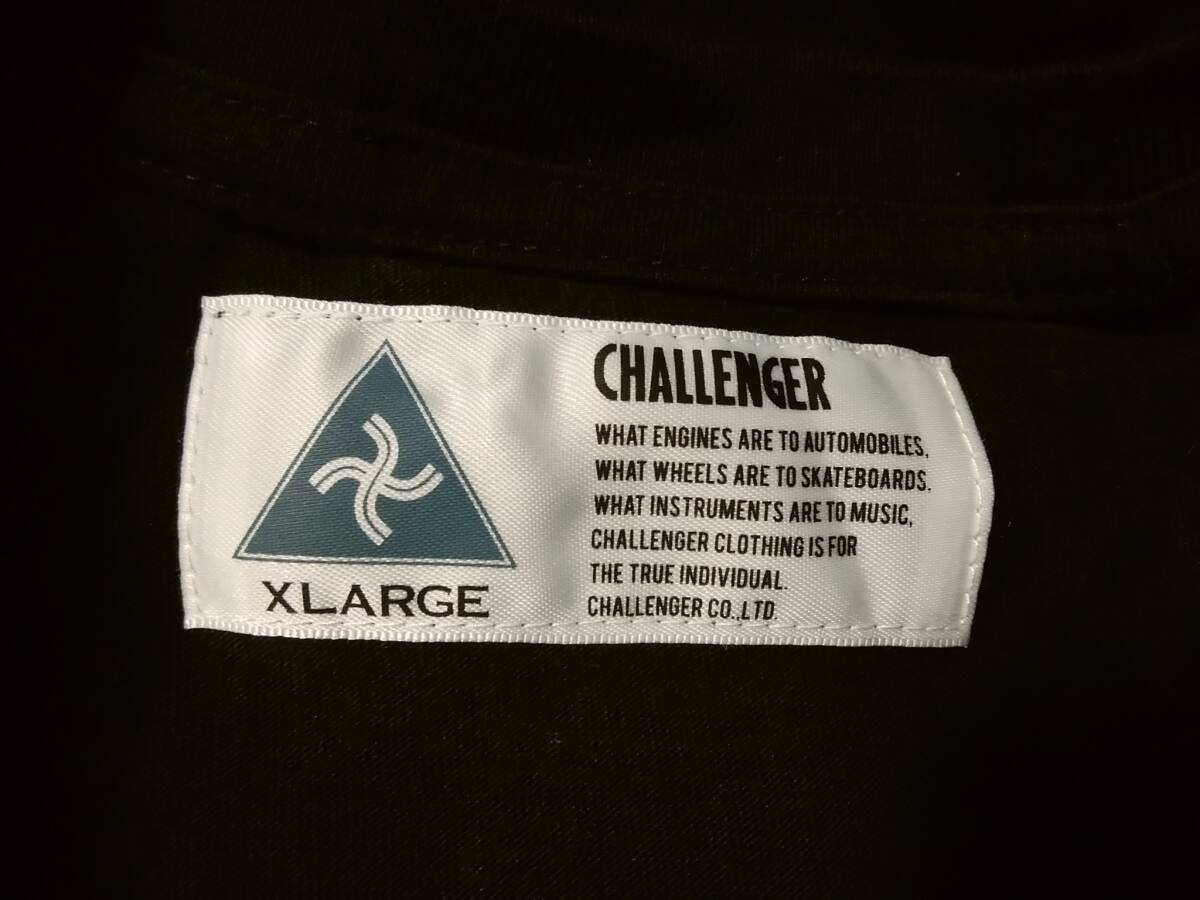 XLARGE
CHALLENGER
WHAT ENGINES ARE TO AUTOMOBILES,
WHAT WHEELS ARE TO SKATEBOARDS.
WHAT INSTRUMENTS ARE TO MUSIC,
CHALLENGER CLOTHING IS FOR
THE TRUE INDIVIDUAL.
CHALLENGER CO.,LTD.